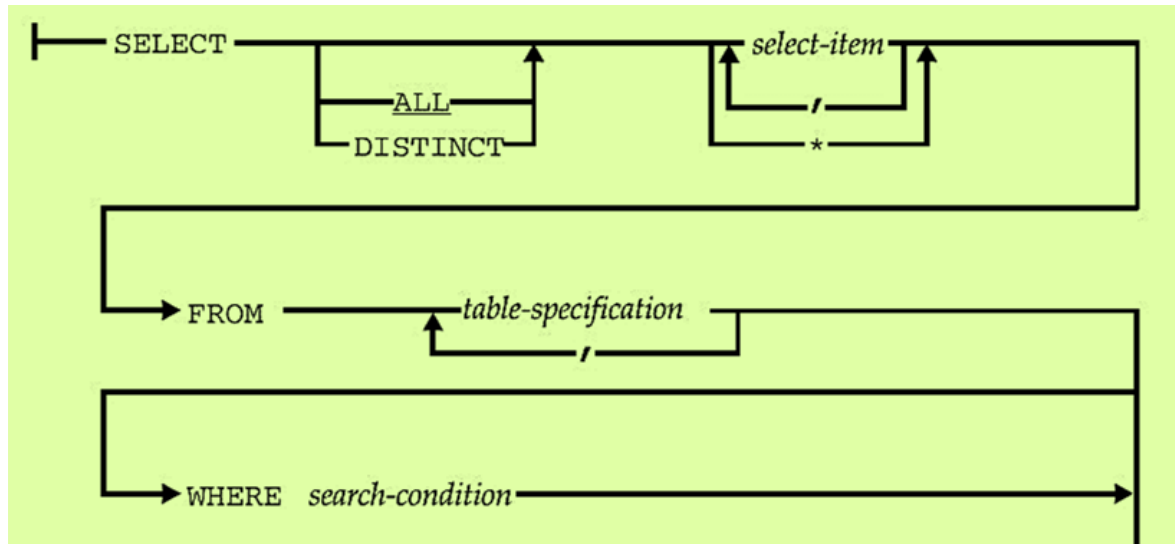 SELECT select-item
ALL ,
DISTINCT *
FROM table-specification
,
WHERE search-condition